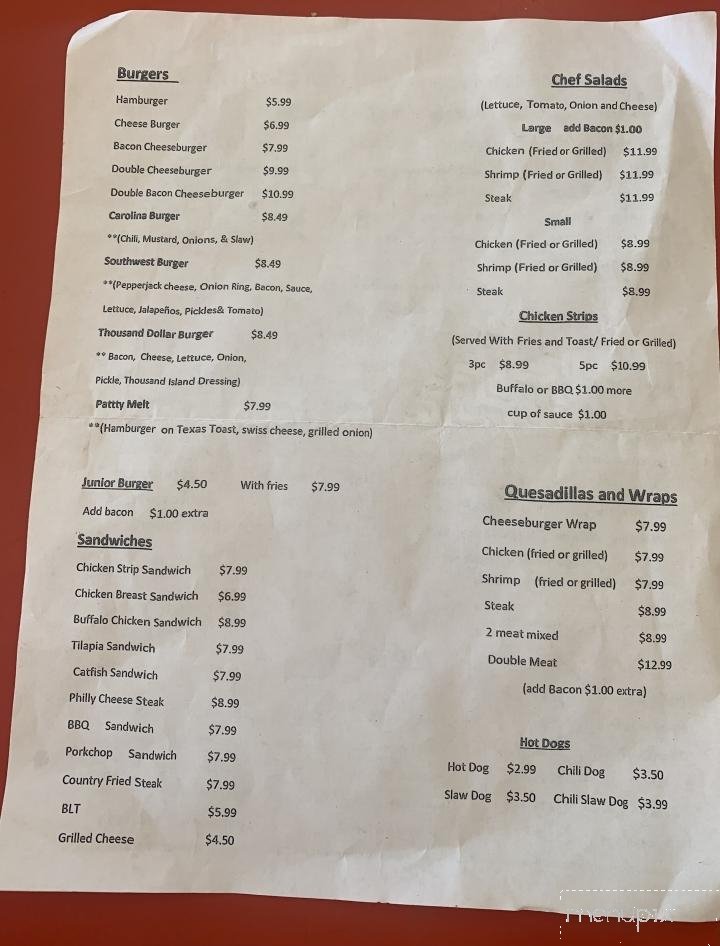 Burgers
Hamburger $5.99
Cheese Burger $6.99
Bacon Cheeseburger $7.99
Double Cheeseburger $9.99
Double Bacon Cheeseburger $10.99
Carolina Burger $8.49
**(Chili, Mustard, Onions, & Slaw)
Southwest Burger $8.49
**(Pepperjack cheese, Onion Ring, Bacon, Sauce,
Lettuce, Jalapeños, Pickles& Tomato)
Thousand Dollar Burger $8.49
** Bacon, Cheese, Lettuce, Onion,
Pickle, Thousand Island Dressing)
Pattty Melt $7.99
**(Hamburger on Texas Toast, swiss cheese, grilled onion)
Junior Burger $4.50 With fries $7.99
Add bacon $1.00 extra
Sandwiches
Chicken Strip Sandwich $7.99
Chicken Breast Sandwich $6.99
Buffalo Chicken Sandwich $8.99
Tilapia Sandwich $7.99
Catfish Sandwich $7.99
Philly Cheese Steak $8.99
BBQ Sandwich $7.99
Porkchop Sandwich $7.99
Country Fried Steak $7.99
BLT $5.99
Grilled Cheese $4.50
Chef Salads
(Lettuce, Tomato, Onion and Cheese)
Large add Bacon $1.00
Chicken (Fried or Grilled) $11.99
Shrimp (Fried or Grilled) $11.99
Steak $11.99
Small
Chicken (Fried or Grilled) $8.99
Shrimp (Fried or Grilled) $8.99
Steak $8.99
Chicken Strips
(Served With Fries and Toast/ Fried or Grilled)
3pc $8.99 5pc $10.99
Buffalo or BBQ $1.00 more
cup of sauce $1.00
Quesadillas and Wraps
Cheeseburger Wrap $7.99
Chicken (fried or grilled) $7.99
Shrimp (fried or grilled) $7.99
Steak $8.99
2 meat mixed $8.99
Double Meat $12.99
(add Bacon $1.00 extra)
Hot Dogs
Hot Dog $2.99 Chili Dog $3.50
Slaw Dog $3.50 Chili Slaw Dog $3.99
menupix